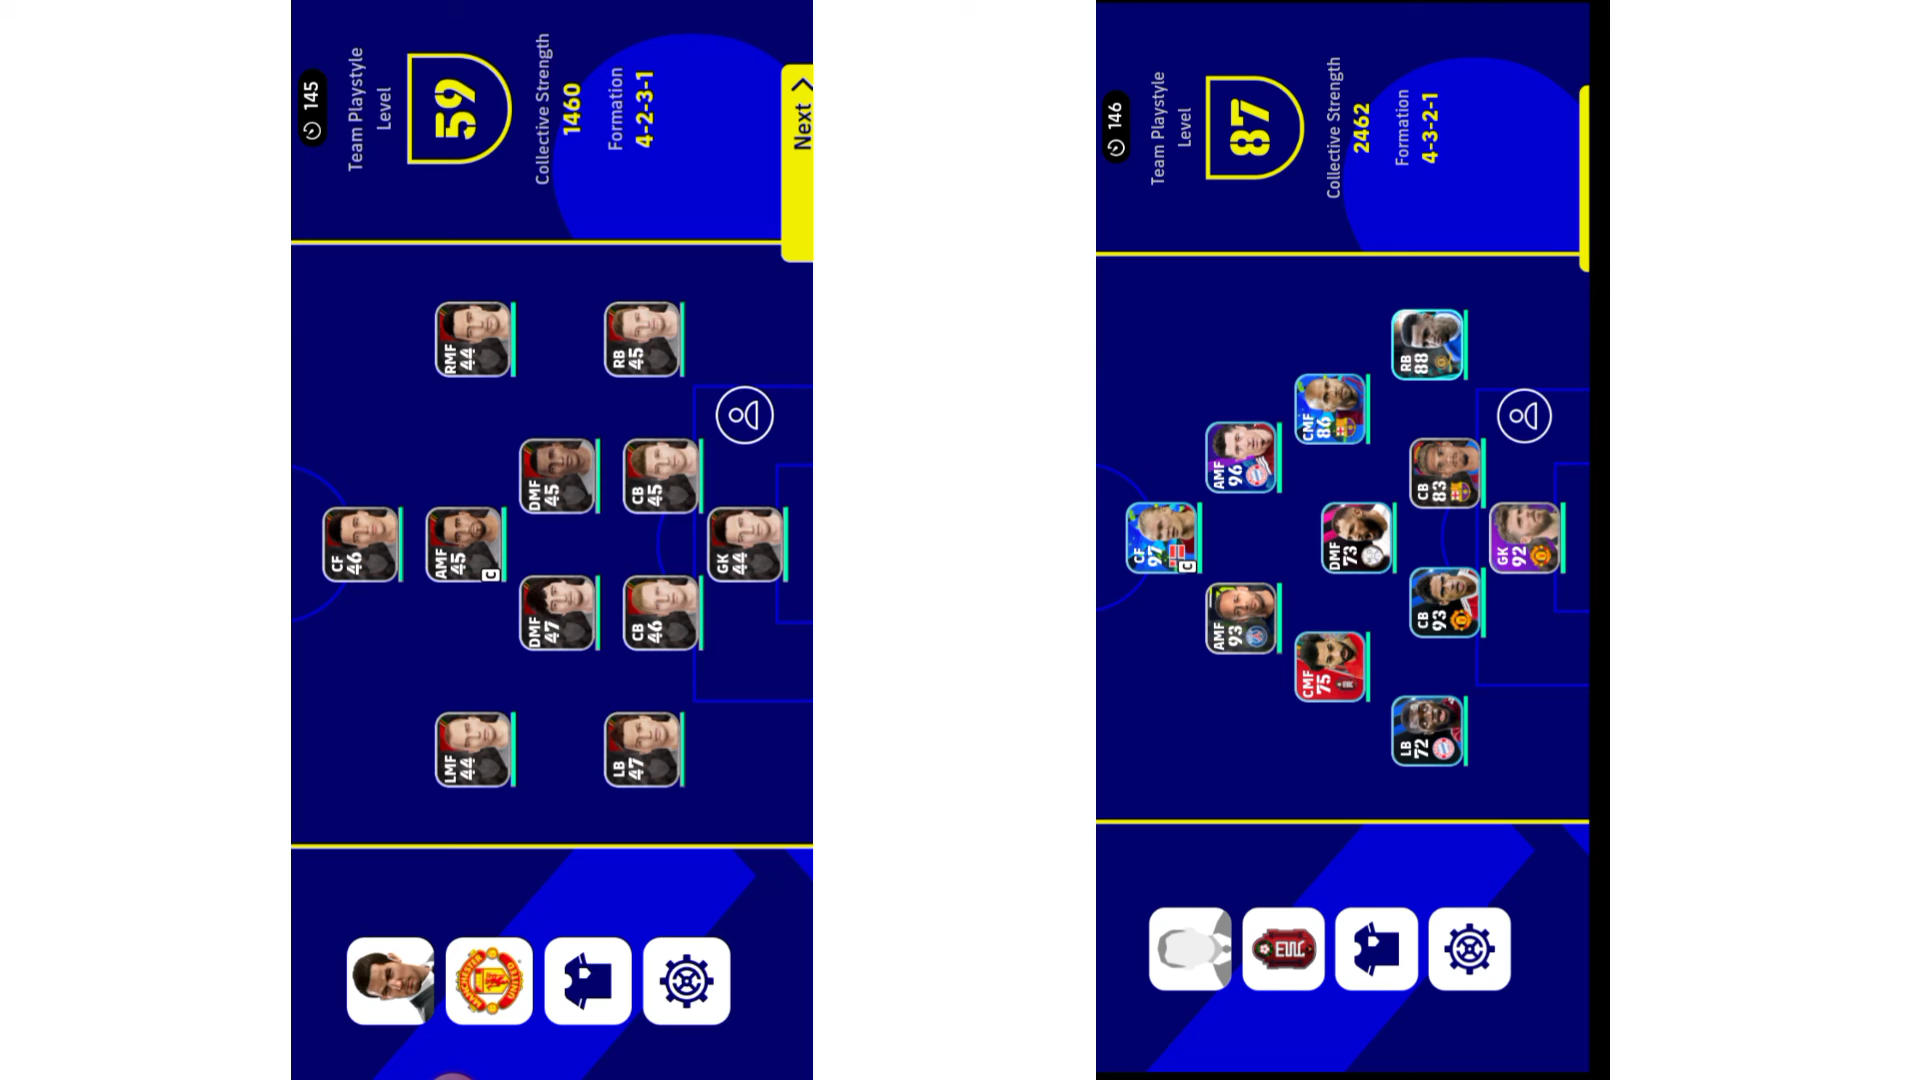 145
Team Playstyle
Level
59
Collective Strength
1460
Formation
4-2-3-1
Next
RMF
44
RB
45
DMF
45
CB
45
CF
46
AMF
45
C
GK
44
DMF
47
CB
46
LMF
44
LB
47
MANCHESTER
UNITED
146
Team Playstyle
Level
87
Collective Strength
2462
Formation
4-3-2-1
RB
88
CMF
86
AMF
96
CB
83
CF
97
C
DMF
73
GK
92
AMF
93
CB
93
CMF
75
LB
72